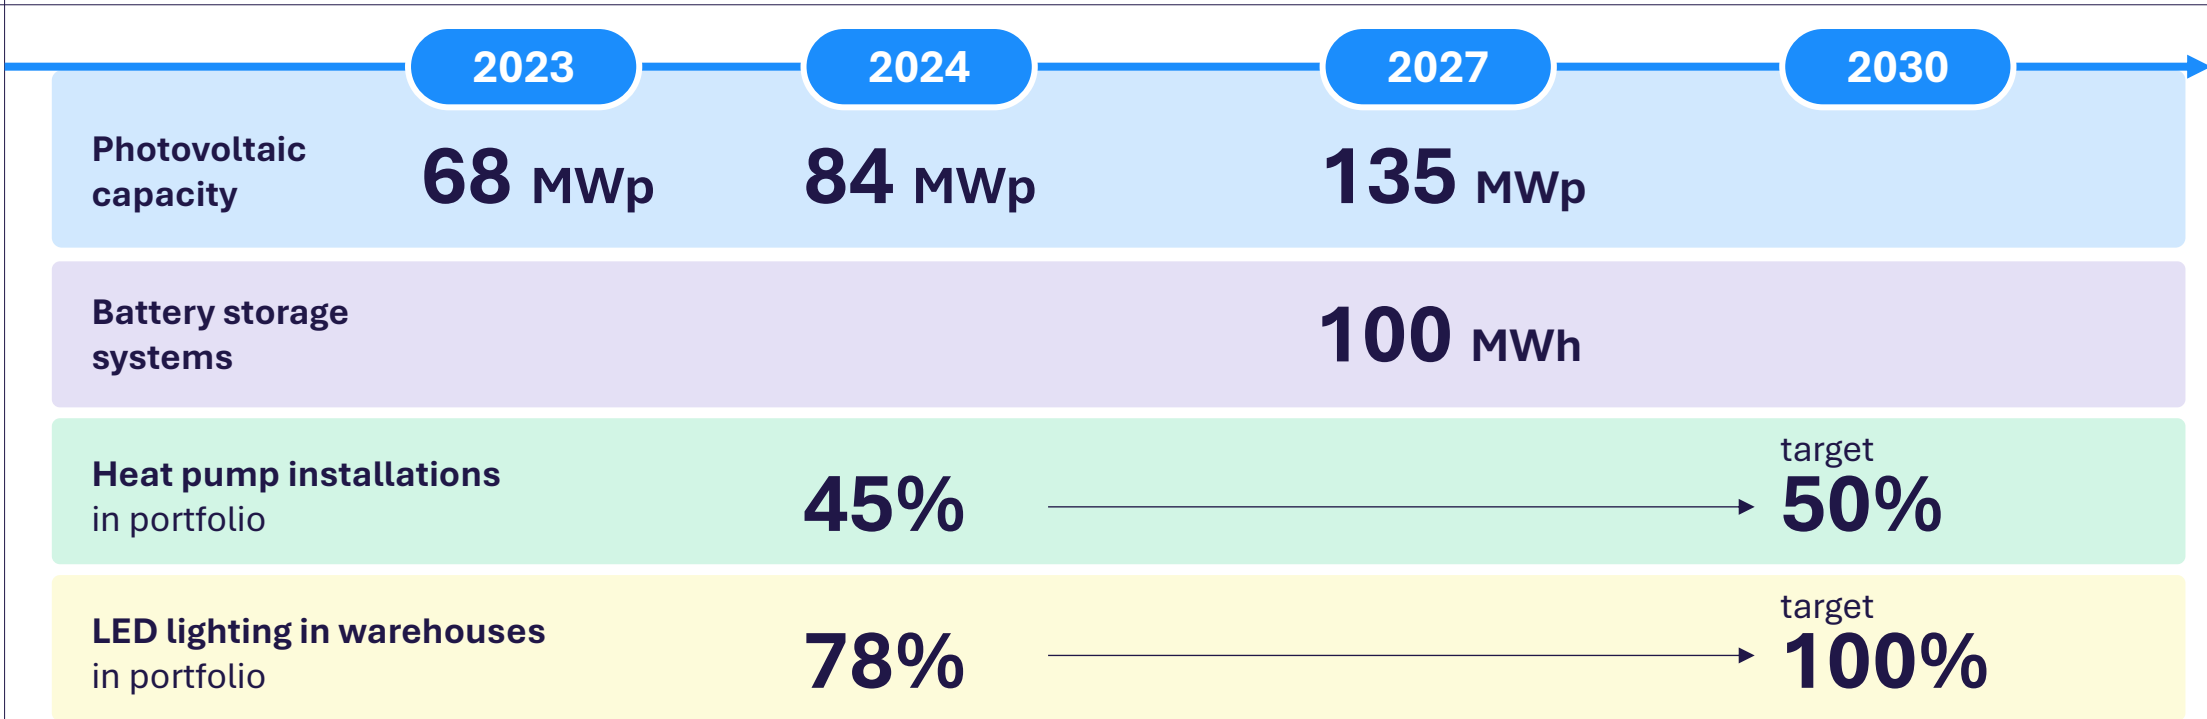 2023 2024 2027 2030
Photovoltaic
capacity
68 MWp 84 MWp 135 MWp
Battery storage
systems
100 MWh
Heat pump installations
in portfolio
45%
target
50%
LED lighting in warehouses
in portfolio
78%
target
100%